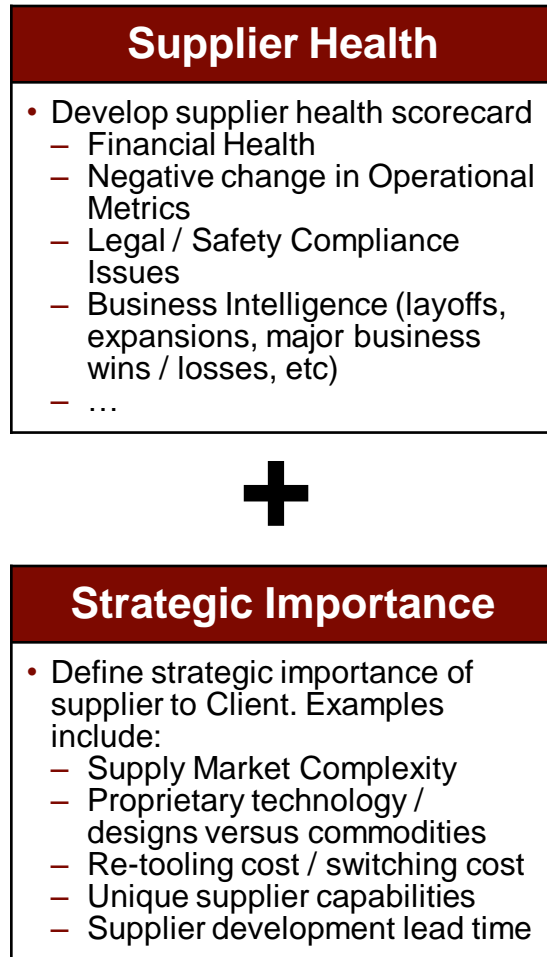 Supplier Health
• Develop supplier health scorecard
– Financial Health
– Negative change in Operational
Metrics
– Legal / Safety Compliance
Issues
– Business Intelligence (layoffs,
expansions, major business
wins / losses, etc)
– …
+
Strategic Importance
• Define strategic importance of
supplier to Client. Examples
include:
– Supply Market Complexity
– Proprietary technology /
designs versus commodities
– Re-tooling cost / switching cost
– Unique supplier capabilities
– Supplier development lead time